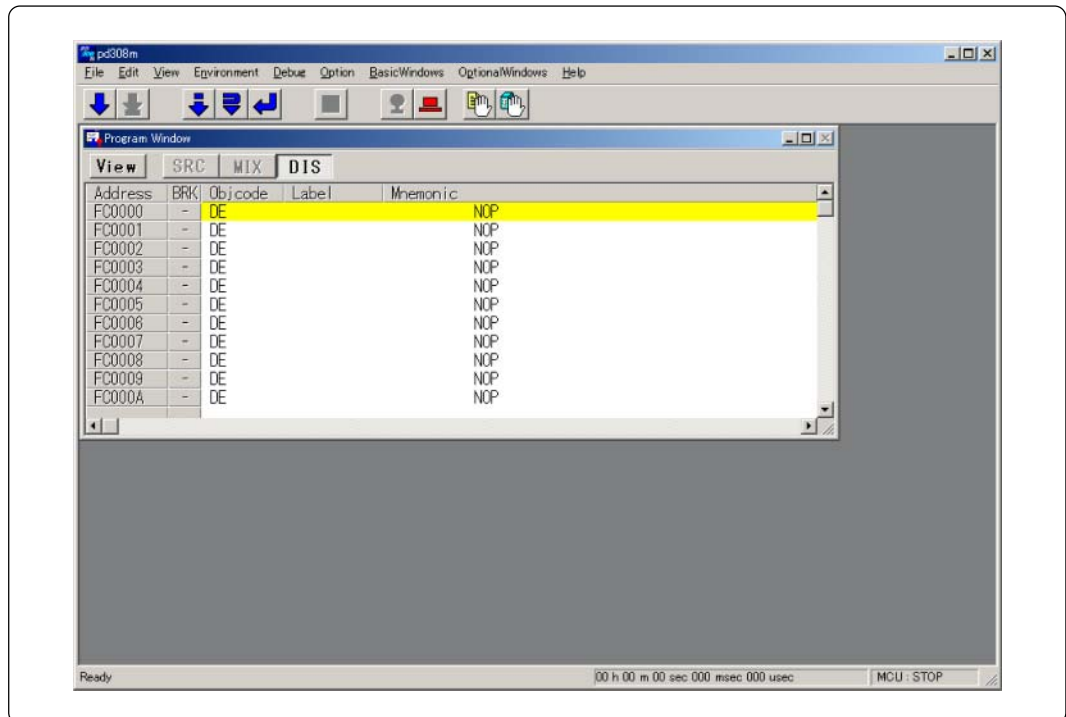 pd308m
File Edit View Environment Debug Option BasicWindows OptionalWindows Help
Program Window
View SRC MIX DIS
Address BRK Objcode Label Mnemonic
FC0000 - DE NOP
FC0001 - DE NOP
FC0002 - DE NOP
FC0003 - DE NOP
FC0004 - DE NOP
FC0005 - DE NOP
FC0006 - DE NOP
FC0007 - DE NOP
FC0008 - DE NOP
FC0009 - DE NOP
FC000A - DE NOP
Ready 00 h 00 m 00 sec 000 msec 000 usec MCU : STOP